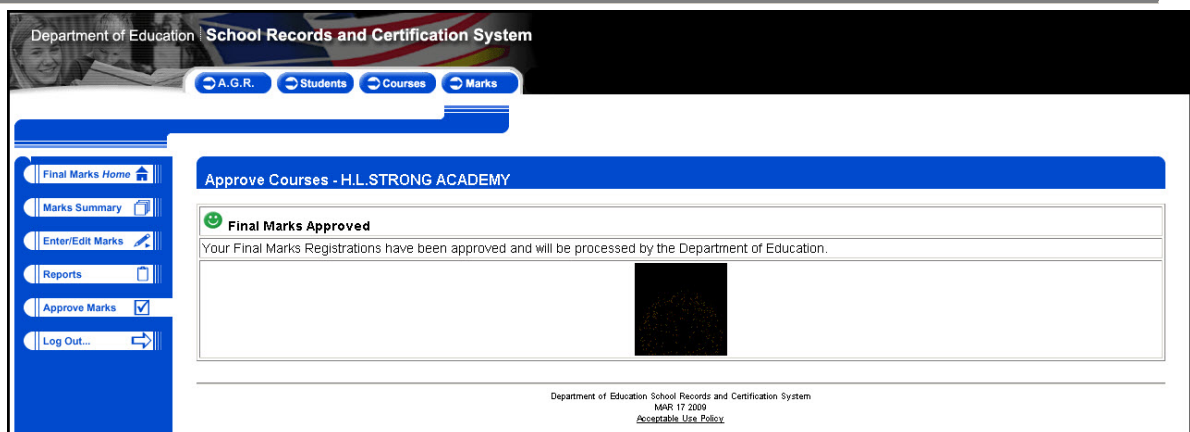 Department of Education School Records and Certification System
A.G.R. Students Courses Marks
Final Marks Home
Marks Summary
Enter/Edit Marks
Reports
Approve Marks
Log Out...
Approve Courses - H.L.STRONG ACADEMY
Final Marks Approved
Your Final Marks Registrations have been approved and will be processed by the Department of Education.
Department of Education School Records and Certification System
MAR 17 2009
Acceptable Use Policy